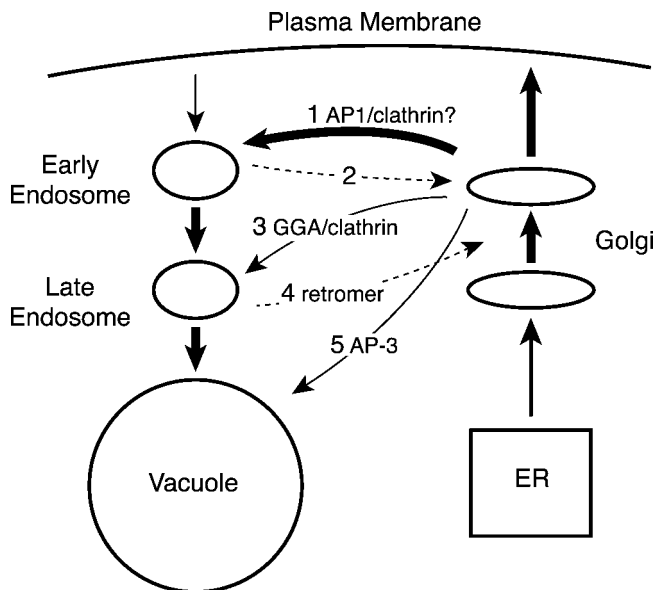 Plasma Membrane
1 AP1/clathrin?
Early
Endosome
2
3 GGA/clathrin
Golgi
Late
Endosome
4 retromer
5 AP-3
Vacuole
ER